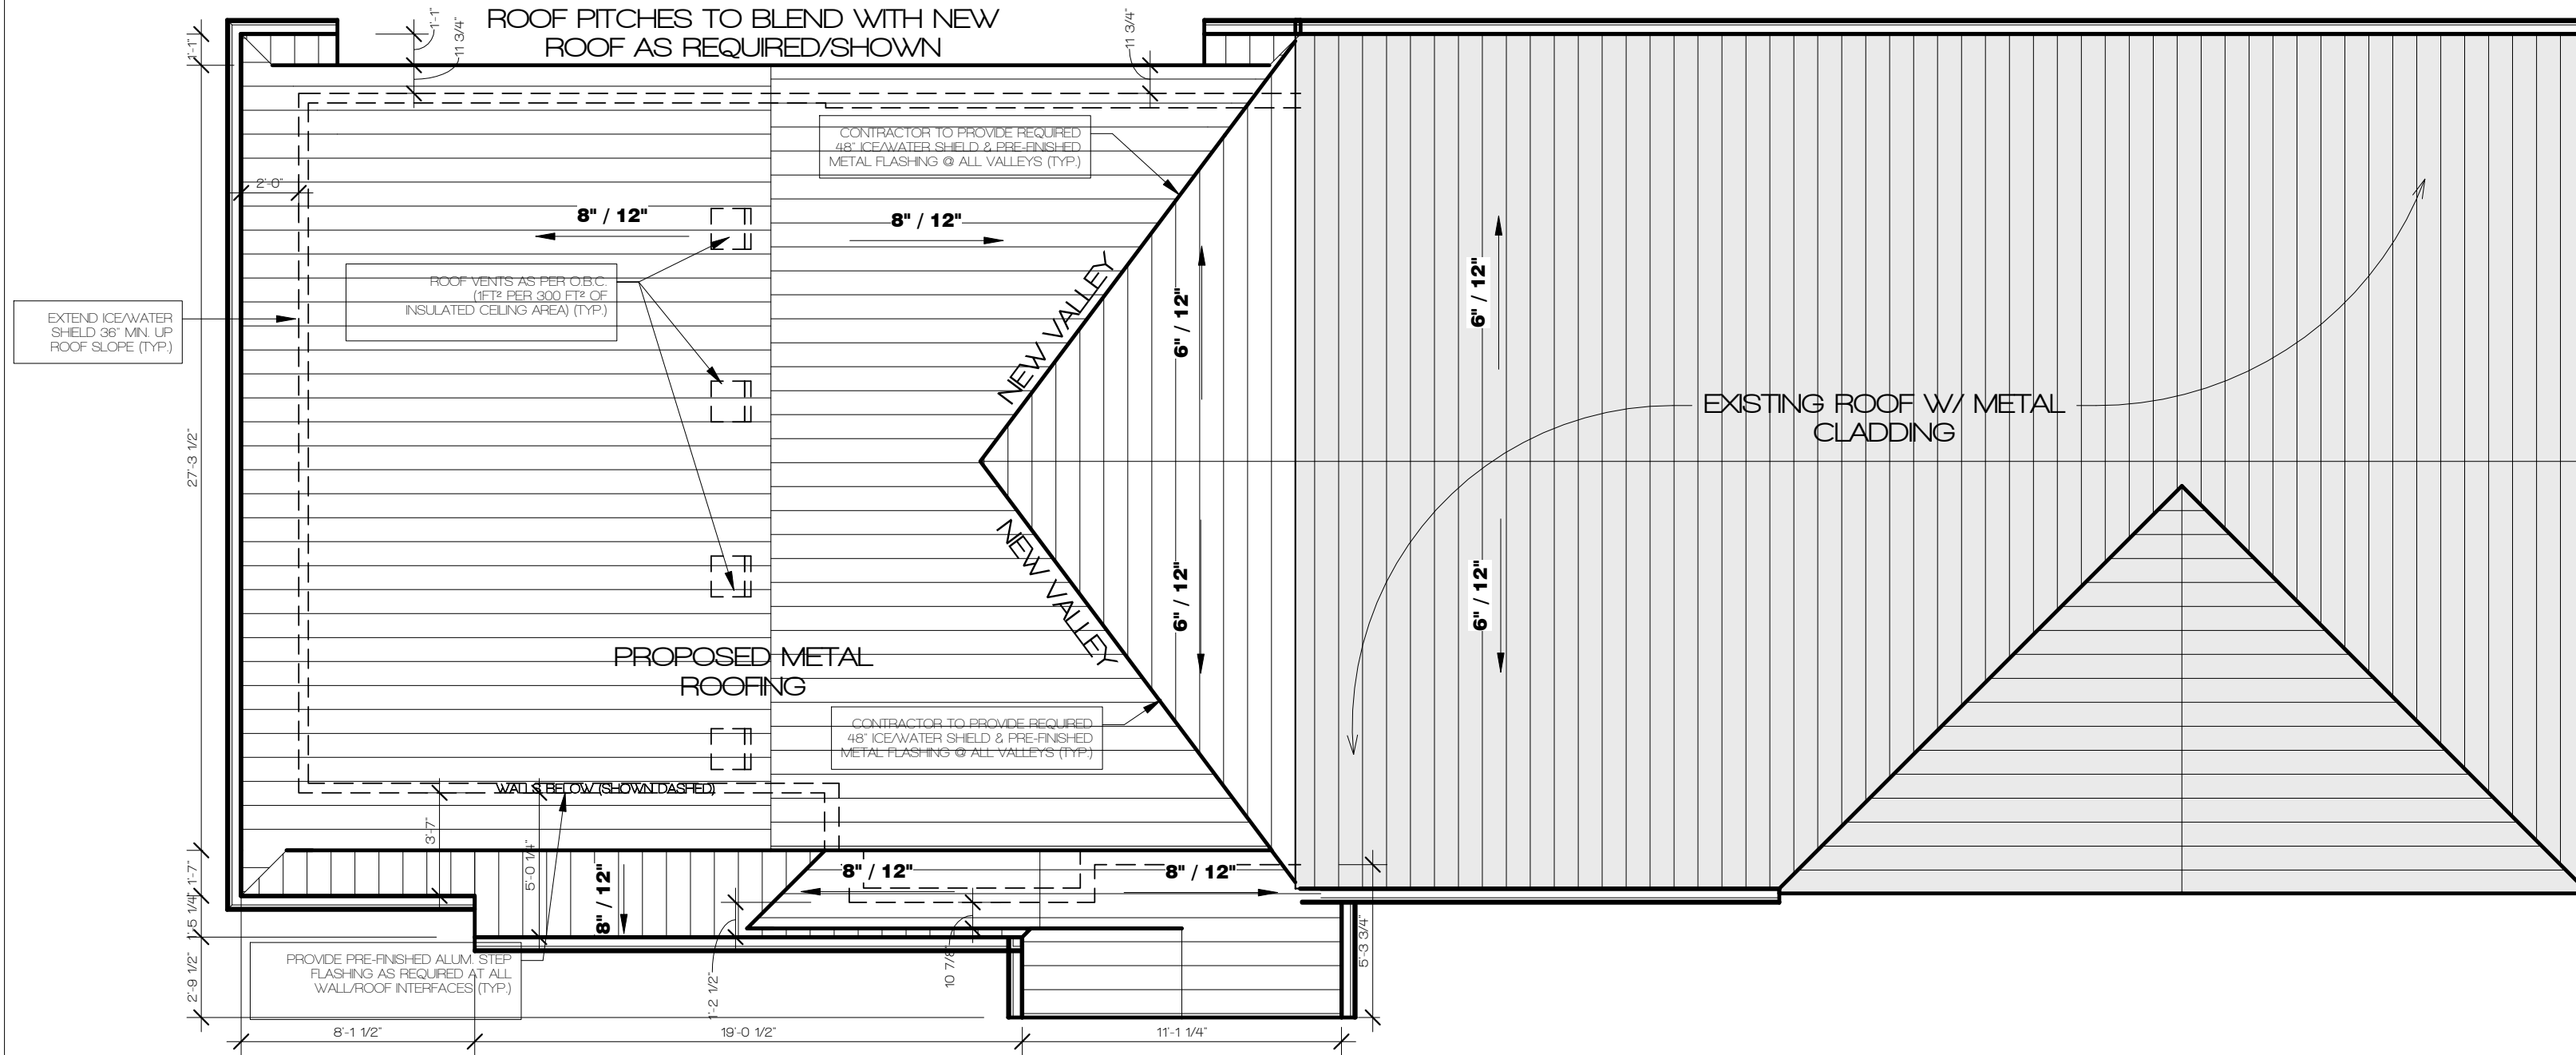 ROOF PITCHES TO BLEND WITH NEW
ROOF AS REQUIRED/SHOWN
1'-1"
1'-1"
11 3/4"
11 3/4"
CONTRACTOR TO PROVIDE REQUIRED
48" ICE/WATER SHIELD & PRE-FINISHED
METAL FLASHING @ ALL VALLEYS (TYP.)
2'-0"
8" / 12"
8" / 12"
ROOF VENTS AS PER O.B.C.
(1FT² PER 300 FT² OF
INSULATED CEILING AREA) (TYP.)
EXTEND ICE/WATER
SHIELD 36" MIN. UP
ROOF SLOPE (TYP.)
NEW VALLEY
6" / 12"
6" / 12"
EXISTING ROOF W/ METAL
CLADDING
27'-3 1/2"
NEW VALLEY
6" / 12"
6" / 12"
PROPOSED METAL
ROOFING
CONTRACTOR TO PROVIDE REQUIRED
48" ICE/WATER SHIELD & PRE-FINISHED
METAL FLASHING @ ALL VALLEYS (TYP.)
WALLS BELOW (SHOWN DASHED)
3'-7"
5'-0 1/4"
1'-7"
8" / 12"
8" / 12"
8" / 12"
1'-5 1/4"
2'-9 1/2"
PROVIDE PRE-FINISHED ALUM. STEP
FLASHING AS REQUIRED AT ALL
WALL/ROOF INTERFACES (TYP.)
1'-2 1/2"
10 7/8"
5'-3 3/4"
8'-1 1/2"
19'-0 1/2"
11'-1 1/4"